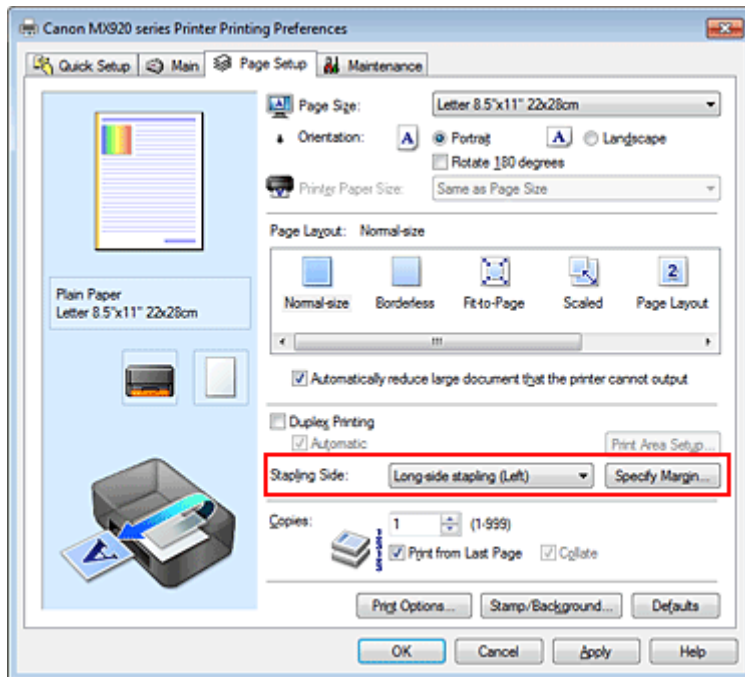 Canon MX920 series Printer Printing Preferences
Quick Setup Main Page Setup Maintenance
Page Size: Letter 8.5"x11" 22x28cm
Orientation: A Portrait A Landscape
Rotate 180 degrees
Printer Paper Size: Same as Page Size
Page Layout: Normal-size
2
Normal-size Borderless Fit-to-Page Scaled Page Layout
Plain Paper
Letter 8.5"x11" 22x28cm
Automatically reduce large document that the printer cannot output
Duplex Printing
Automatic Print Area Setup...
Stapling Side: Long-side stapling (Left) Specify Margin...
Copies: 1 (1-999)
Print from Last Page Collate
A
Print Options... Stamp/Background... Defaults
OK Cancel Apply Help